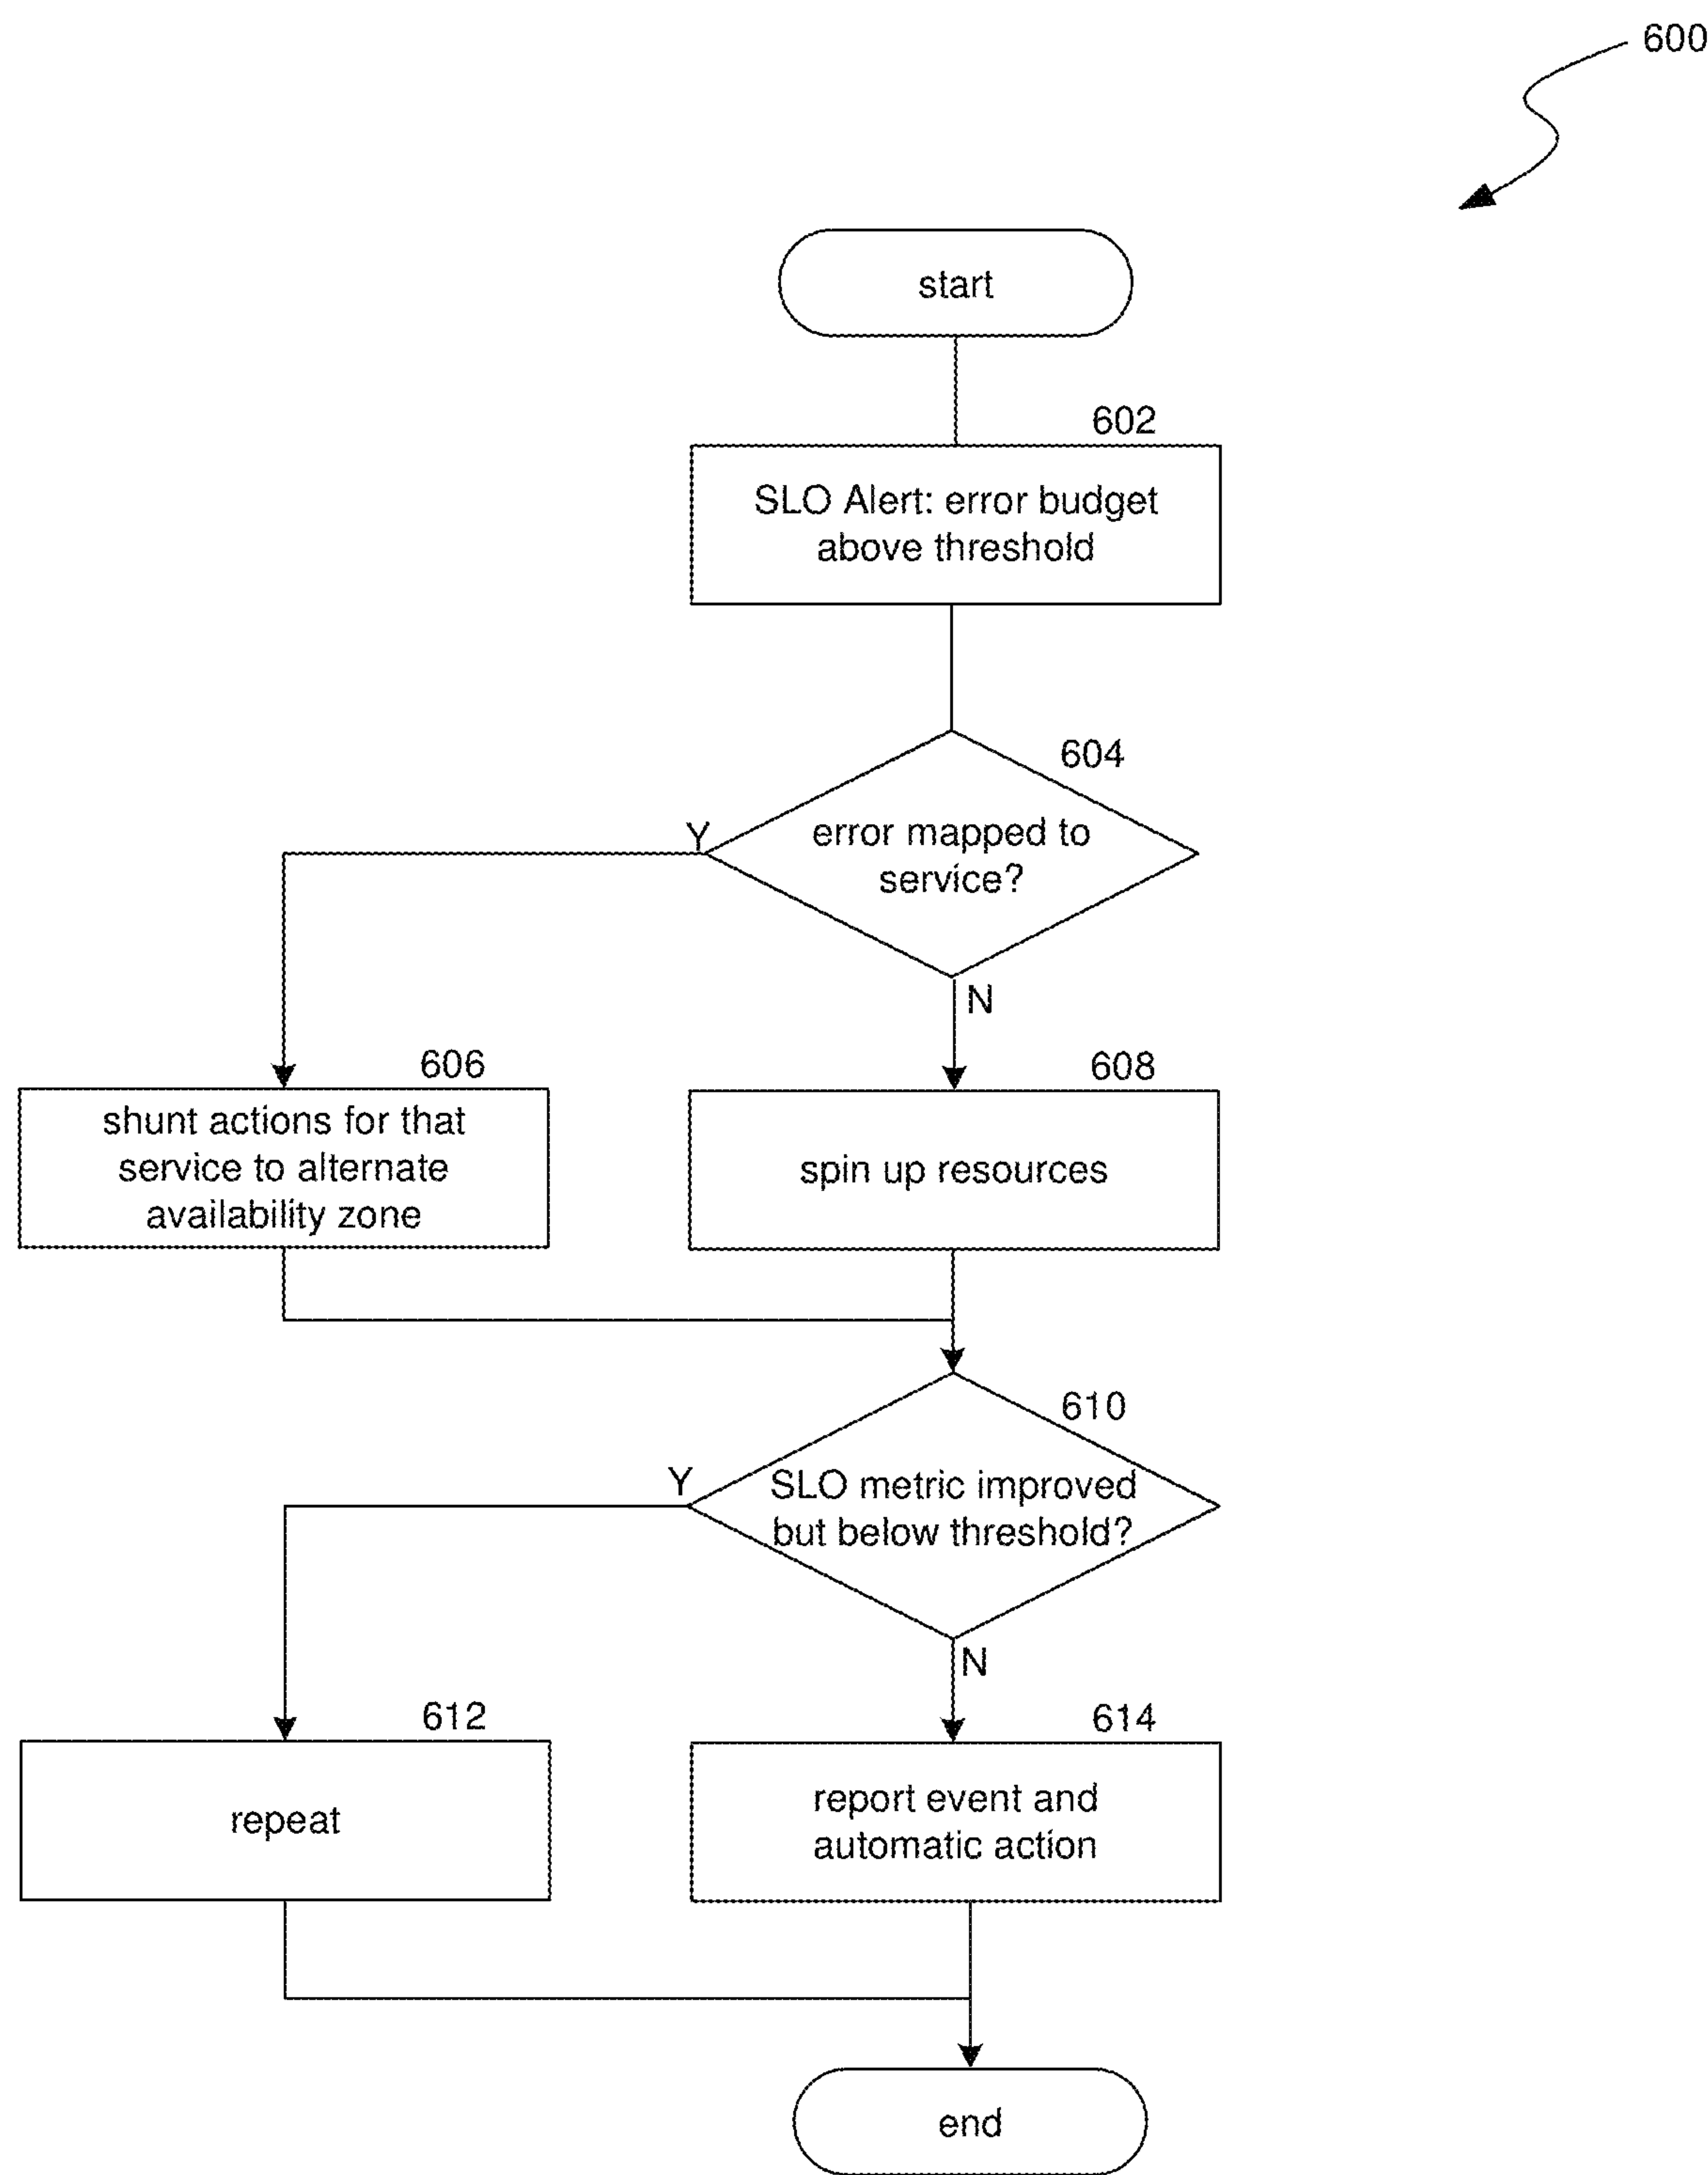 600
start
602
SLO Alert: error budget
above threshold
604
Y
error mapped to
service?
N
606
shunt actions for that
service to alternate
availability zone
608
spin up resources
610
Y
SLO metric improved
but below threshold?
N
612
repeat
614
report event and
automatic action
end